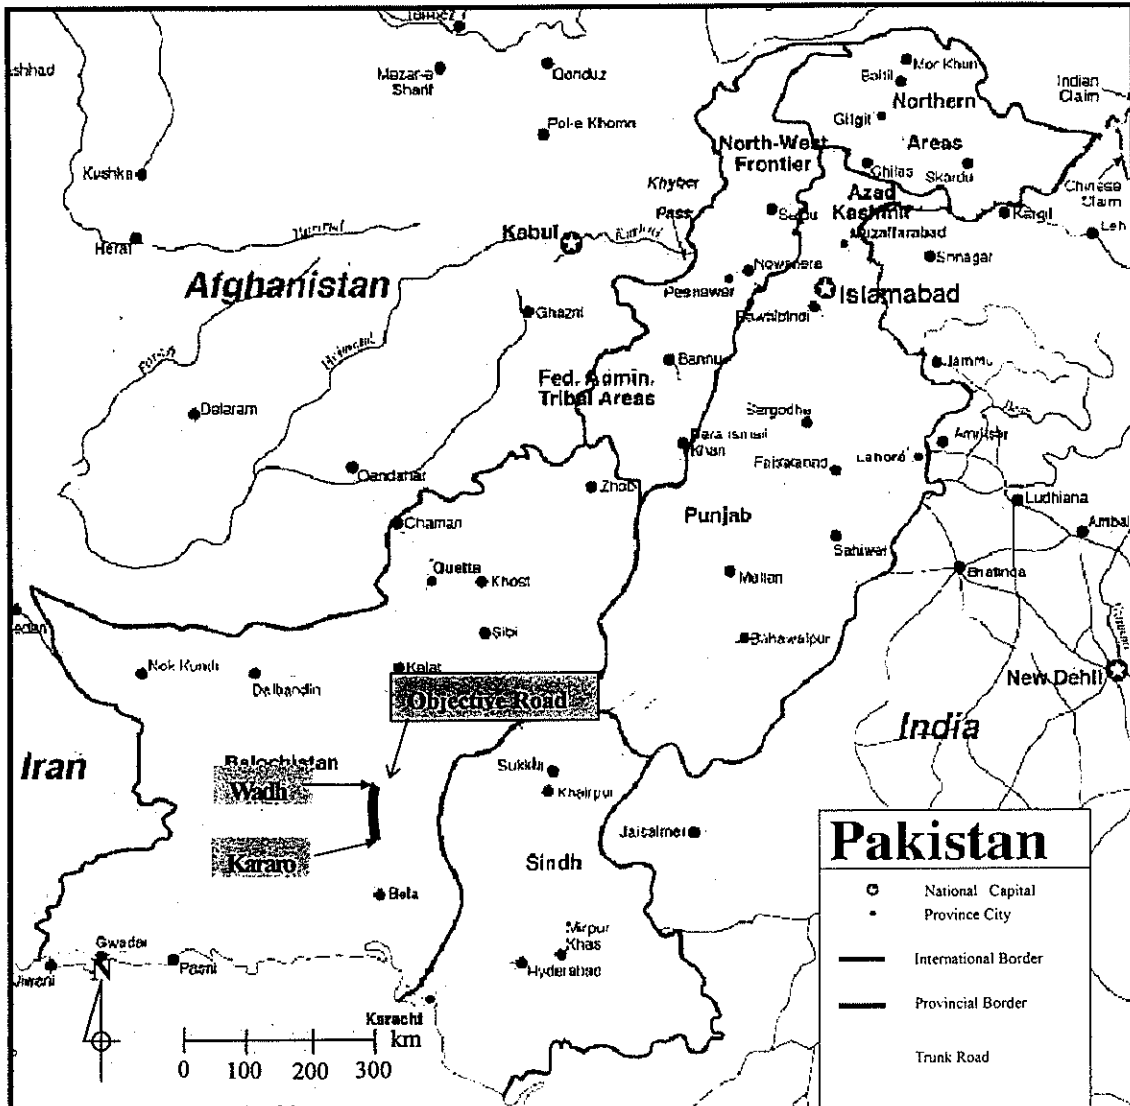 Mazar-e
Sharif
Qonduz
Mor Khun
Baltit
Northern
Areas
Gilgit
Indian
Claim
Pol-e Khomri
North-West
Frontier
Kushka
Khyber
Pass
Chilas
Skardu
Chinese
Claim
Azad
Kashmir
Saidu
Kargil
Leh
Herat
Kabul
Muzaffarabad
Srinagar
Afghanistan
Nowshera
Peshawar
Islamabad
Rawalpindi
Ghazni
Bannu
Jammu
Fed. Admin.
Tribal Areas
Delaram
Sargodha
Dera Ismail
Khan
Amritsar
Lahore
Faisalabad
Qandahar
Zhob
Ludhiana
Punjab
Chaman
Ambal
Sahiwal
Quetta
Khost
Multan
Bhatinda
Sibi
Bahawalpur
Nok Kundi
Dalbandin
Kalat
New Dehli
Objective Road
India
Iran
Balochistan
Wadh
Sukkur
Khairpur
Jaisalmer
Kararo
Sindh
Bela
Gwadar
Pasni
Mirpur
Khas
Hyderabad
Jiwani
N
Karachi
km
0 100 200 300
Pakistan
National Capital
Province City
International Border
Provincial Border
Trunk Road